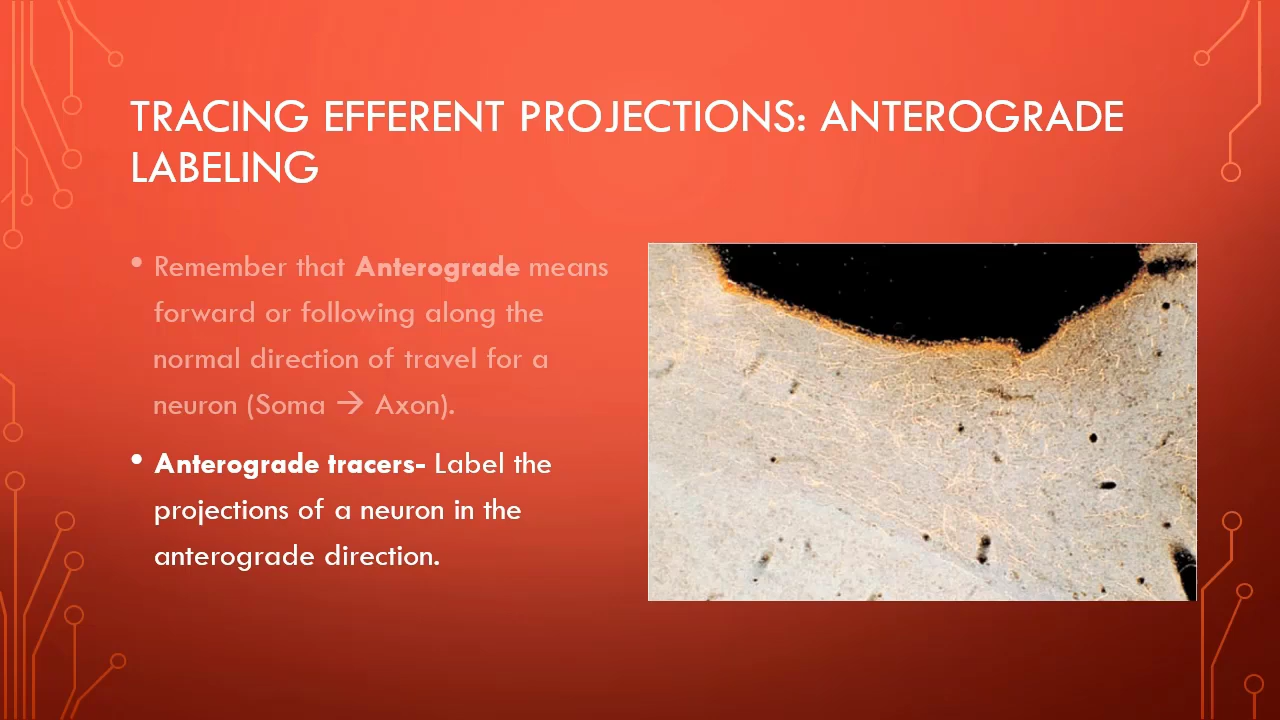 TRACING EFFERENT PROJECTIONS: ANTEROGRADE
LABELING
• Remember that Anterograde means
forward or following along the
normal direction of travel for a
neuron (Soma → Axon).
• Anterograde tracers- Label the
projections of a neuron in the
anterograde direction.